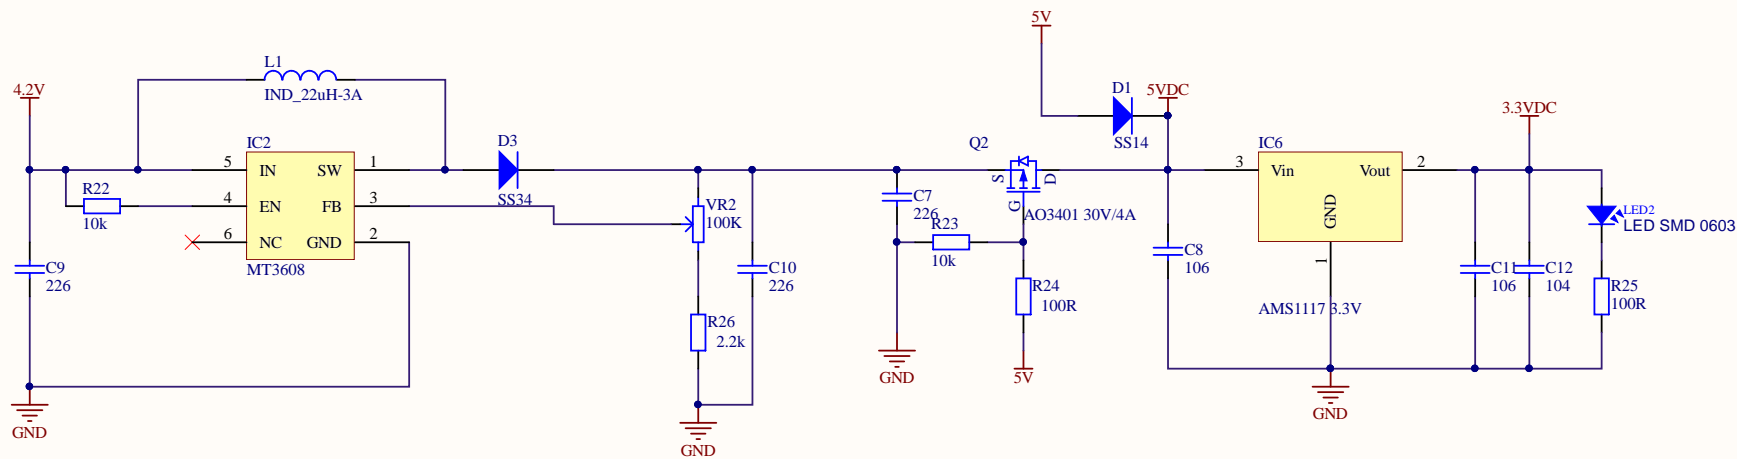 5V
L1
IND_22uH-3A
4.2V
D1
SS14
5VDC
3.3VDC
IC2
5
IN
SW
1
4
EN
FB
3
6
NC
GND
2
MT3608
R22
10k
C9
226
GND
D3
SS34
VR2
100K
C10
226
R26
2.2k
GND
C7
226
R23
10k
GND
Q2
S
D
G
AO3401 30V/4A
R24
100R
5V
C8
106
IC6
3
Vin
Vout
2
GND
1
AMS1117 3.3V
GND
C11
106
C12
104
LED2
LED SMD 0603
R25
100R